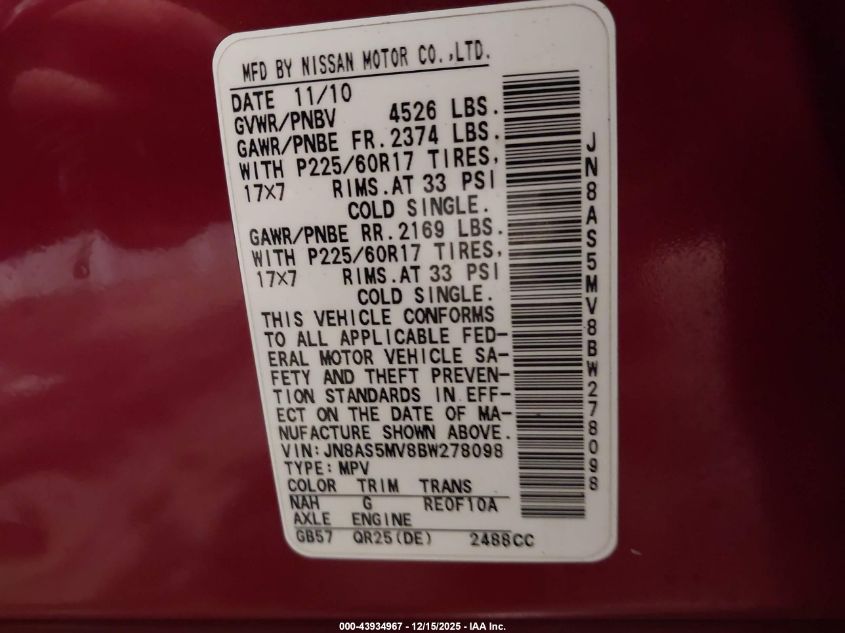 MFD BY NISSAN MOTOR CO.,LTD.
DATE 11/10
GVWR/PNBV 4526 LBS.
GAWR/PNBE FR.2374 LBS.
WITH P225/60R17 TIRES,
17X7 RIMS.AT 33 PSI
COLD SINGLE.
GAWR/PNBE RR.2169 LBS.
WITH P225/60R17 TIRES,
17X7 RIMS.AT 33 PSI
COLD SINGLE.
THIS VEHICLE CONFORMS
TO ALL APPLICABLE FED-
ERAL MOTOR VEHICLE SA-
FETY AND THEFT PREVEN-
TION STANDARDS IN EFF-
ECT ON THE DATE OF MA-
NUFACTURE SHOWN ABOVE.
VIN:JN8AS5MV8BW278098
TYPE:MPV
COLOR TRIM TRANS
NAH G RE0F10A
AXLE ENGINE
GB57 QR25(DE) 2488CC
JN8AS5MV8BW278098
000-43934967 - 12/15/2025 - IAA Inc.